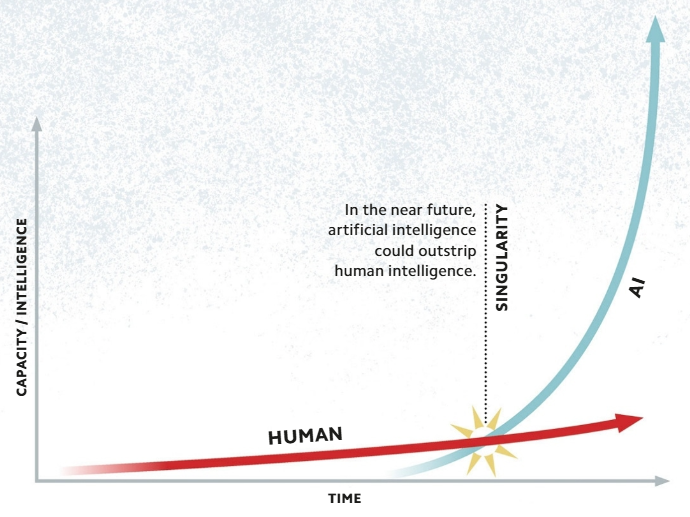 In the near future,
artificial intelligence
could outstrip
human intelligence.
SINGULARITY
CAPACITY / INTELLIGENCE
AI
HUMAN
TIME